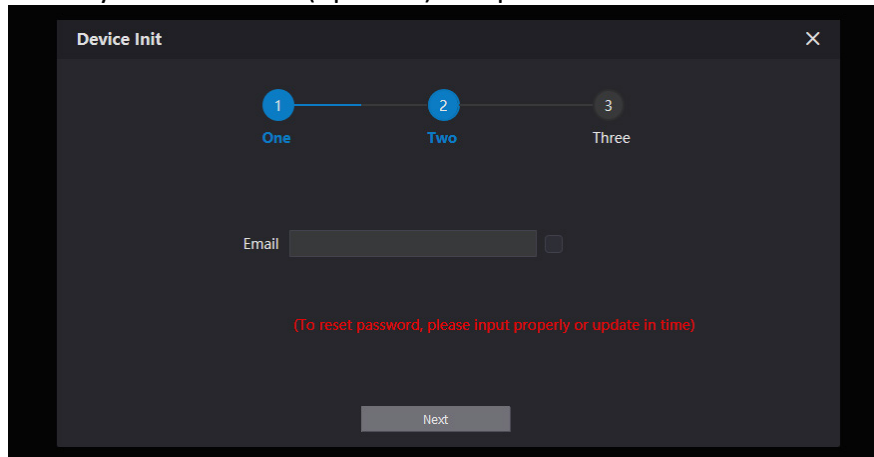 Device Init
1 2 3
One Two Three
Email
(To reset password, please input properly or update in time)
Next